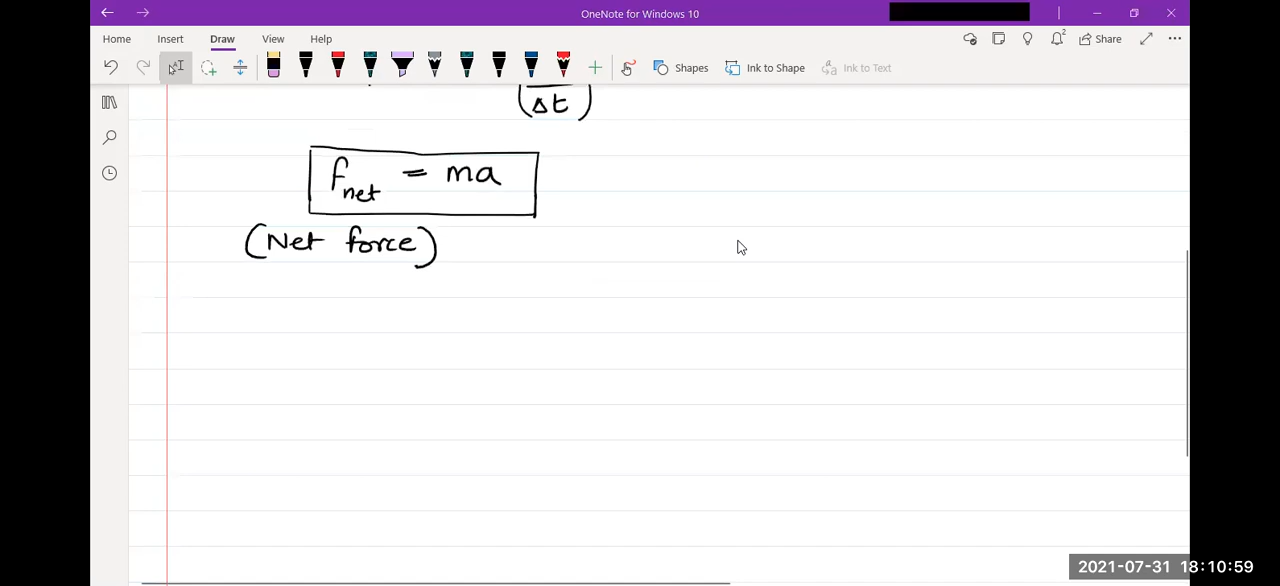 OneNote for Windows 10
Home Insert Draw View Help
Share
Shapes Ink to Shape Ink to Text
(Δt)
fnet = ma
(Net force)
2021-07-31 18:10:59